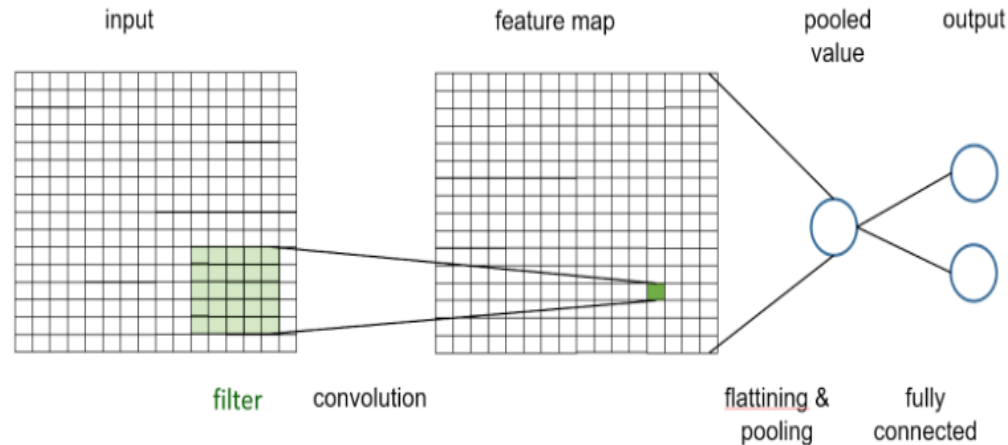 input
feature map
pooled
value
output
filter
convolution
flattining &
pooling
fully
connected